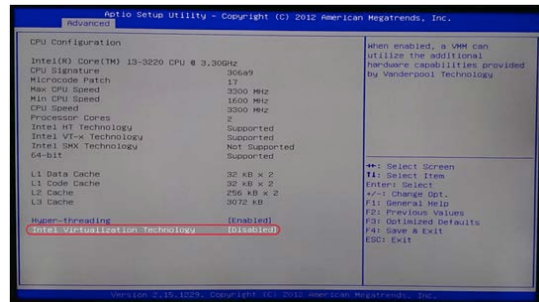 Aptio Setup Utility - Copyright (C) 2012 American Megatrends, Inc.
Advanced
CPU Configuration
Intel(R) Core(TM) i3-3220 CPU @ 3.30GHz
CPU Signature 306a9
Microcode Patch 17
Max CPU Speed 3300 MHz
Min CPU Speed 1600 MHz
CPU Speed 3300 MHz
Processor Cores 2
Intel HT Technology Supported
Intel VT-x Technology Supported
Intel SMX Technology Not Supported
64-bit Supported
L1 Data Cache 32 kB x 2
L1 Code Cache 32 kB x 2
L2 Cache 256 kB x 2
L3 Cache 3072 kB
Hyper-threading [Enabled]
Intel Virtualization Technology [Disabled]
When enabled, a VMM can
utilize the additional
hardware capabilities provided
by Vanderpool Technology
→←: Select Screen
↑↓: Select Item
Enter: Select
+/-: Change Opt.
F1: General Help
F2: Previous Values
F3: Optimized Defaults
F4: Save & Exit
ESC: Exit
Version 2.15.1229. Copyright (C) 2012 American Megatrends, Inc.